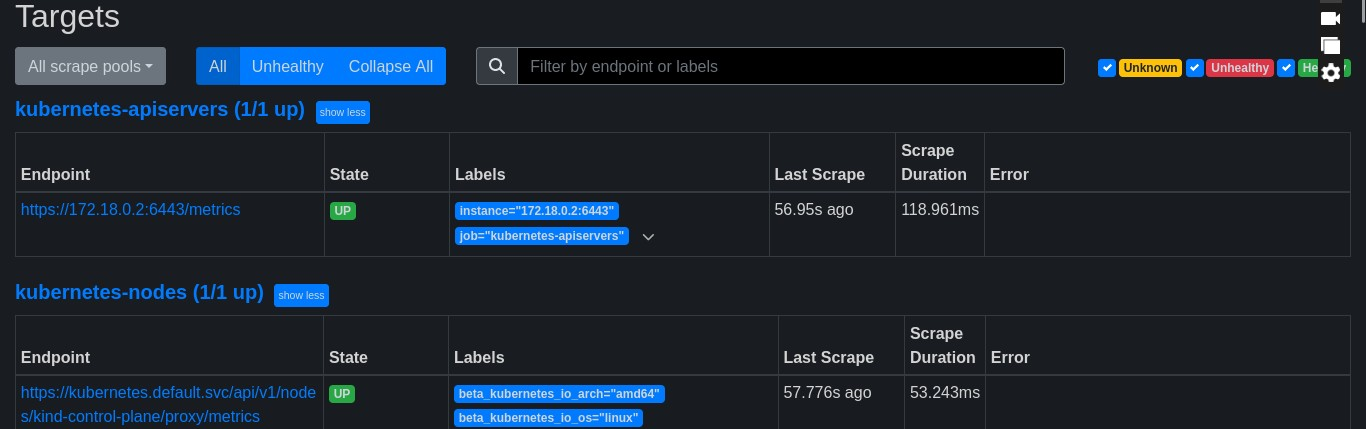 Targets
All scrape pools
All Unhealthy Collapse All
Filter by endpoint or labels
Unknown Unhealthy
kubernetes-apiservers (1/1 up) show less
Endpoint State Labels Last Scrape Scrape Duration Error
https://172.18.0.2:6443/metrics UP instance="172.18.0.2:6443" 56.95s ago 118.961ms
job="kubernetes-apiservers"
kubernetes-nodes (1/1 up) show less
Endpoint State Labels Last Scrape Scrape Duration Error
https://kubernetes.default.svc/api/v1/node UP beta_kubernetes_io_arch="amd64" 57.776s ago 53.243ms
s/kind-control-plane/proxy/metrics beta_kubernetes_io_os="linux"